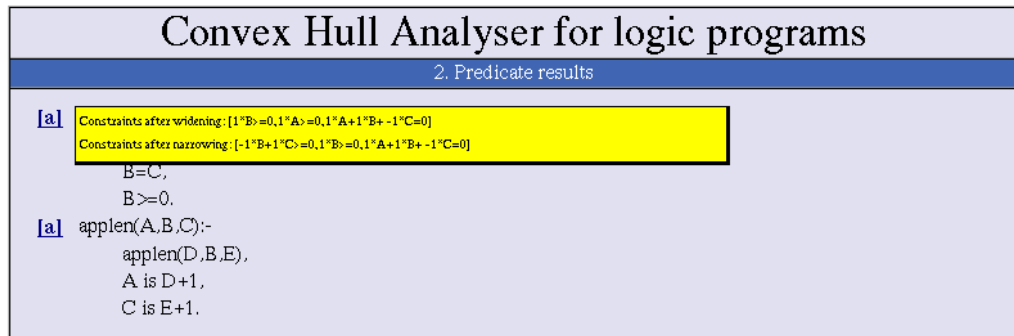 Convex Hull Analyser for logic programs
2. Predicate results
[a]
Constraints after widening: [1*B>=0,1*A>=0,1*A+1*B+ -1*C=0]
Constraints after narrowing: [-1*B+1*C>=0,1*B>=0,1*A+1*B+ -1*C=0]
B=C,
B>=0.
[a] applen(A,B,C):-
applen(D,B,E),
A is D+1,
C is E+1.